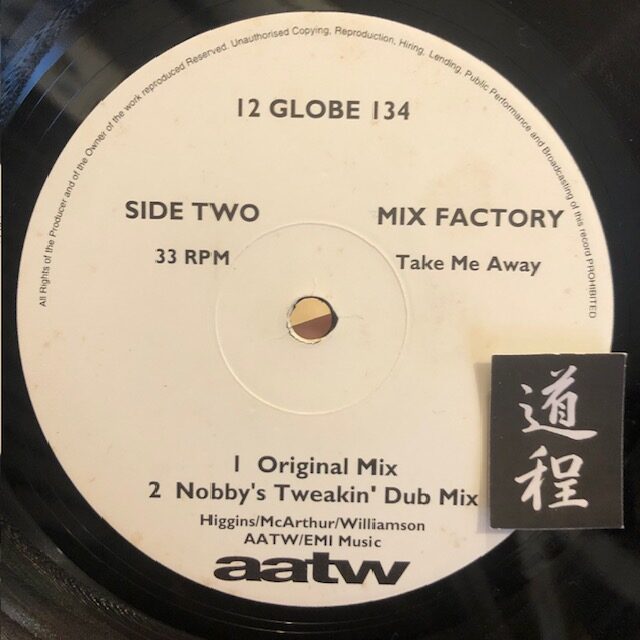 All Rights of the Producer and of the Owner of the work reproduced Reserved. Unauthorised Copying, Reproduction, Hiring, Lending, Public Performance and Broadcasting of this record PROHIBITED
12 GLOBE 134
SIDE TWO
MIX FACTORY
33 RPM
Take Me Away
1 Original Mix
2 Nobby's Tweakin' Dub Mix
Higgins/McArthur/Williamson
AATW/EMI Music
aatw
道程